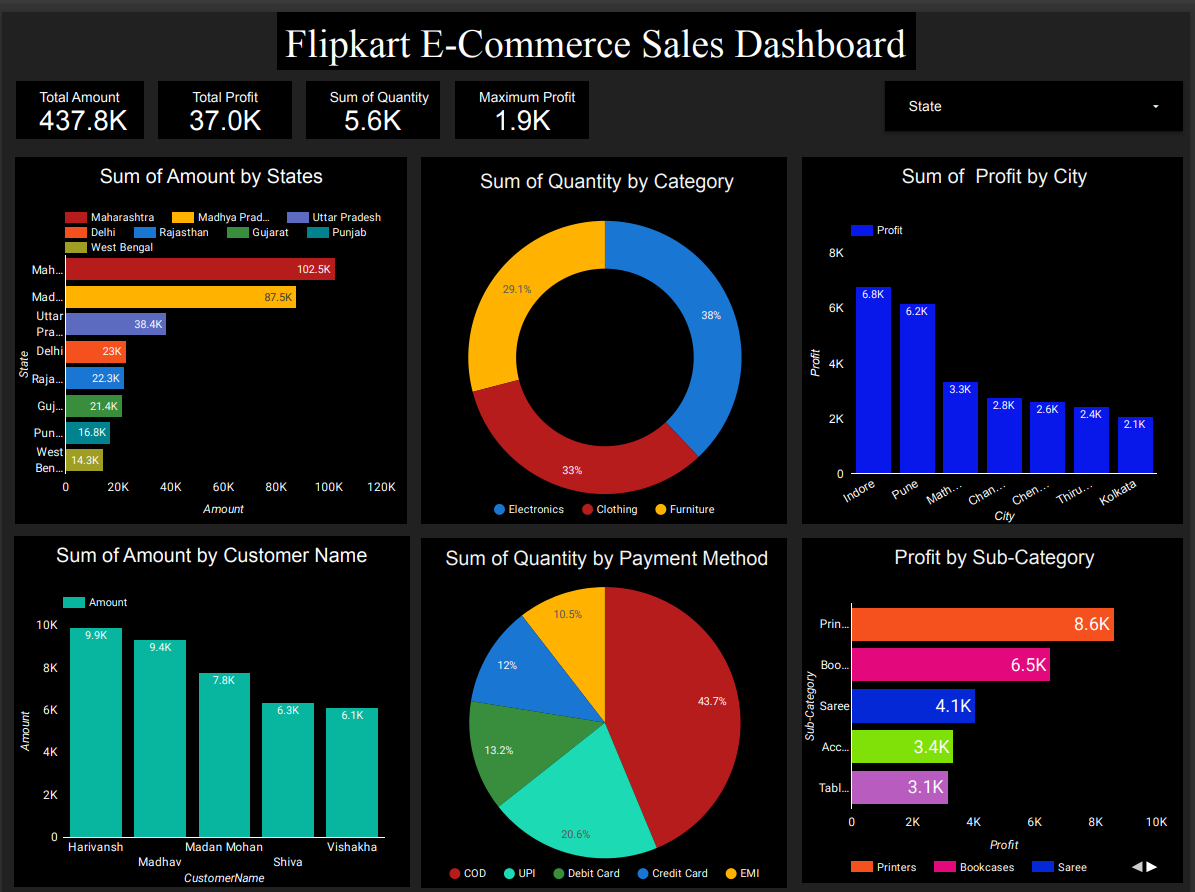 Flipkart E-Commerce Sales Dashboard
Total Amount
437.8K
Total Profit
37.0K
Sum of Quantity
5.6K
Maximum Profit
1.9K
State
Sum of Amount by States
Maharashtra
Madhya Prad...
Uttar Pradesh
Delhi
Rajasthan
Gujarat
Punjab
West Bengal
State
Mah...
102.5K
Mad...
87.5K
Uttar
Pra...
38.4K
Delhi
23K
Raja...
22.3K
Guj...
21.4K
Pun...
16.8K
West
Ben...
14.3K
0 20K 40K 60K 80K 100K 120K
Amount
Sum of Quantity by Category
29.1%
38%
33%
Electronics
Clothing
Furniture
Sum of  Profit by City
Profit
Profit
8K
6K
4K
2K
0
6.8K
6.2K
3.3K
2.8K
2.6K
2.4K
2.1K
Indore
Pune
Math...
Chan...
Chen...
Thiru...
Kolkata
City
Sum of Amount by Customer Name
Amount
Amount
10K
8K
6K
4K
2K
0
9.9K
9.4K
7.8K
6.3K
6.1K
Harivansh
Madhav
Madan Mohan
Shiva
Vishakha
CustomerName
Sum of Quantity by Payment Method
10.5%
12%
43.7%
13.2%
20.6%
COD
UPI
Debit Card
Credit Card
EMI
Profit by Sub-Category
Sub-Category
Prin...
8.6K
Boo...
6.5K
Saree
4.1K
Acc...
3.4K
Tabl...
3.1K
0 2K 4K 6K 8K 10K
Profit
Printers
Bookcases
Saree